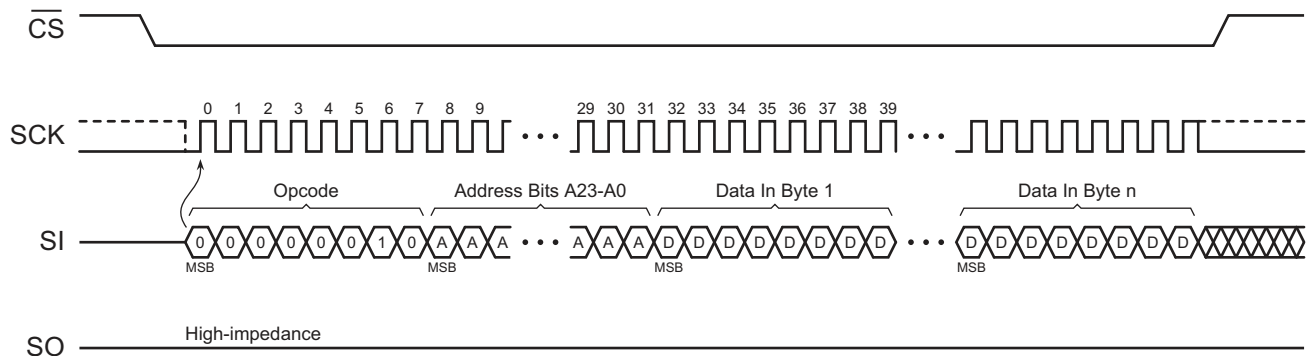 CS
0 1 2 3 4 5 6 7 8 9 29 30 31 32 33 34 35 36 37 38 39
SCK
Opcode Address Bits A23-A0 Data In Byte 1 Data In Byte n
SI 0 0 0 0 0 0 1 0 A A A A A A D D D D D D D D D D D D D D D D
MSB MSB MSB MSB
High-impedance
SO